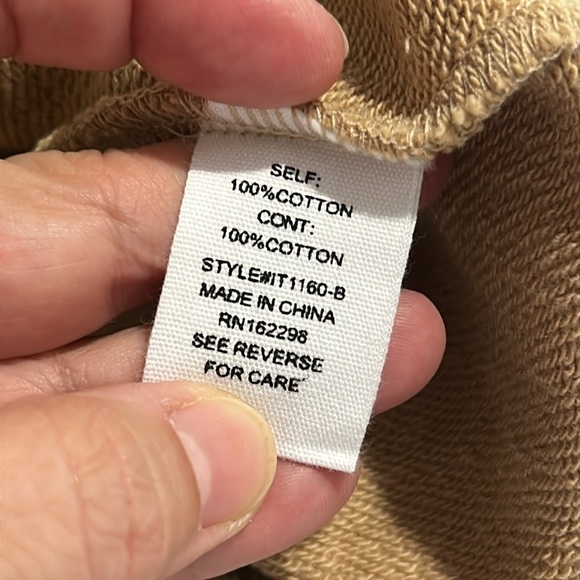 SELF:
100%COTTON
CONT:
100%COTTON
STYLE#IT1160-B
MADE IN CHINA
RN162298
SEE REVERSE
FOR CARE